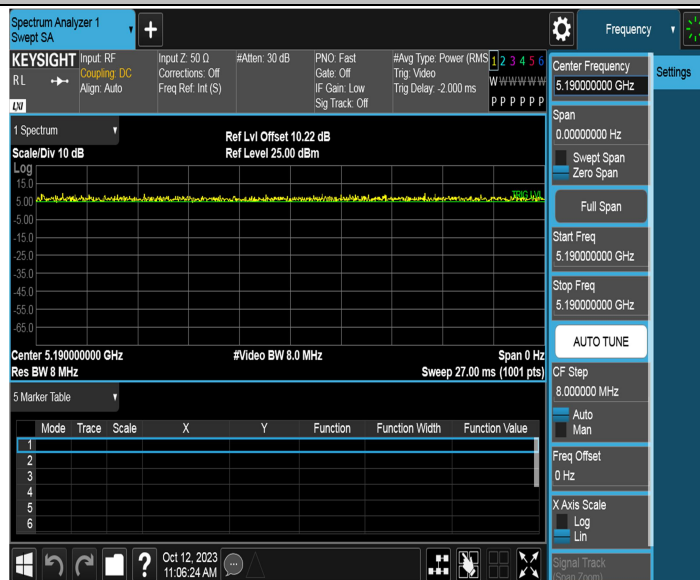 Spectrum Analyzer 1
Swept SA
Frequency
KEYSIGHT
RL
LXI
Input: RF
Coupling: DC
Align: Auto
Input Z: 50 Ω
Corrections: Off
Freq Ref: Int (S)
#Atten: 30 dB
PNO: Fast
Gate: Off
IF Gain: Low
Sig Track: Off
#Avg Type: Power (RMS
Trig: Video
Trig Delay: -2.000 ms
1 2 3 4 5 6
W W W W W W
P P P P P P
1 Spectrum
Scale/Div 10 dB
Ref Lvl Offset 10.22 dB
Ref Level 25.00 dBm
Log
15.0
5.00
-5.00
-15.0
-25.0
-35.0
-45.0
-55.0
-65.0
TRIG LVL
Center 5.190000000 GHz
#Video BW 8.0 MHz
Span 0 Hz
Res BW 8 MHz
Sweep 27.00 ms (1001 pts)
5 Marker Table
Mode Trace Scale X Y Function Function Width Function Value
1
2
3
4
5
6
Oct 12, 2023
11:06:24 AM
Center Frequency
5.190000000 GHz
Settings
Span
0.00000000 Hz
Swept Span
Zero Span
Full Span
Start Freq
5.190000000 GHz
Stop Freq
5.190000000 GHz
AUTO TUNE
CF Step
8.000000 MHz
Auto
Man
Freq Offset
0 Hz
X Axis Scale
Log
Lin
Signal Track
(Span Zoom)